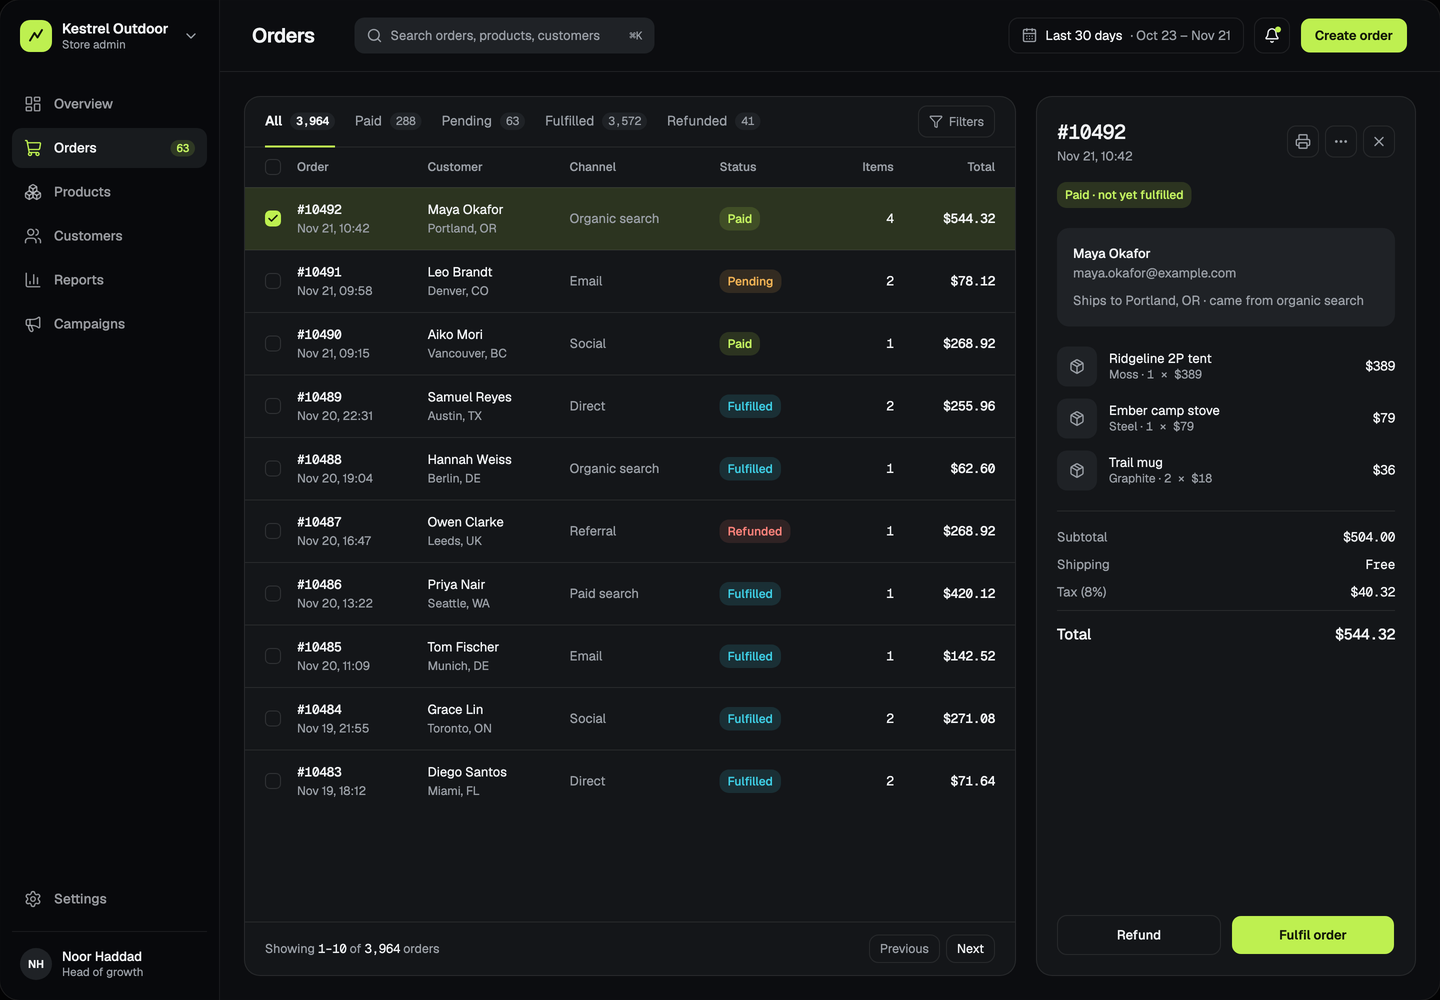 Kestrel Outdoor
Store admin
Overview
Orders 63
Products
Customers
Reports
Campaigns
Settings
NH
Noor Haddad
Head of growth
Orders
Search orders, products, customers ⌘K
Last 30 days · Oct 23 – Nov 21
Create order
All 3,964 Paid 288 Pending 63 Fulfilled 3,572 Refunded 41
Filters
Order Customer Channel Status Items Total
#10492 Maya Okafor Organic search Paid 4 $544.32
Nov 21, 10:42 Portland, OR
#10491 Leo Brandt Email Pending 2 $78.12
Nov 21, 09:58 Denver, CO
#10490 Aiko Mori Social Paid 1 $268.92
Nov 21, 09:15 Vancouver, BC
#10489 Samuel Reyes Direct Fulfilled 2 $255.96
Nov 20, 22:31 Austin, TX
#10488 Hannah Weiss Organic search Fulfilled 1 $62.60
Nov 20, 19:04 Berlin, DE
#10487 Owen Clarke Referral Refunded 1 $268.92
Nov 20, 16:47 Leeds, UK
#10486 Priya Nair Paid search Fulfilled 1 $420.12
Nov 20, 13:22 Seattle, WA
#10485 Tom Fischer Email Fulfilled 1 $142.52
Nov 20, 11:09 Munich, DE
#10484 Grace Lin Social Fulfilled 2 $271.08
Nov 19, 21:55 Toronto, ON
#10483 Diego Santos Direct Fulfilled 2 $71.64
Nov 19, 18:12 Miami, FL
Showing 1–10 of 3,964 orders
Previous Next
#10492
Nov 21, 10:42
Paid · not yet fulfilled
Maya Okafor
maya.okafor@example.com
Ships to Portland, OR · came from organic search
Ridgeline 2P tent $389
Moss · 1 × $389
Ember camp stove $79
Steel · 1 × $79
Trail mug $36
Graphite · 2 × $18
Subtotal $504.00
Shipping Free
Tax (8%) $40.32
Total $544.32
Refund
Fulfil order